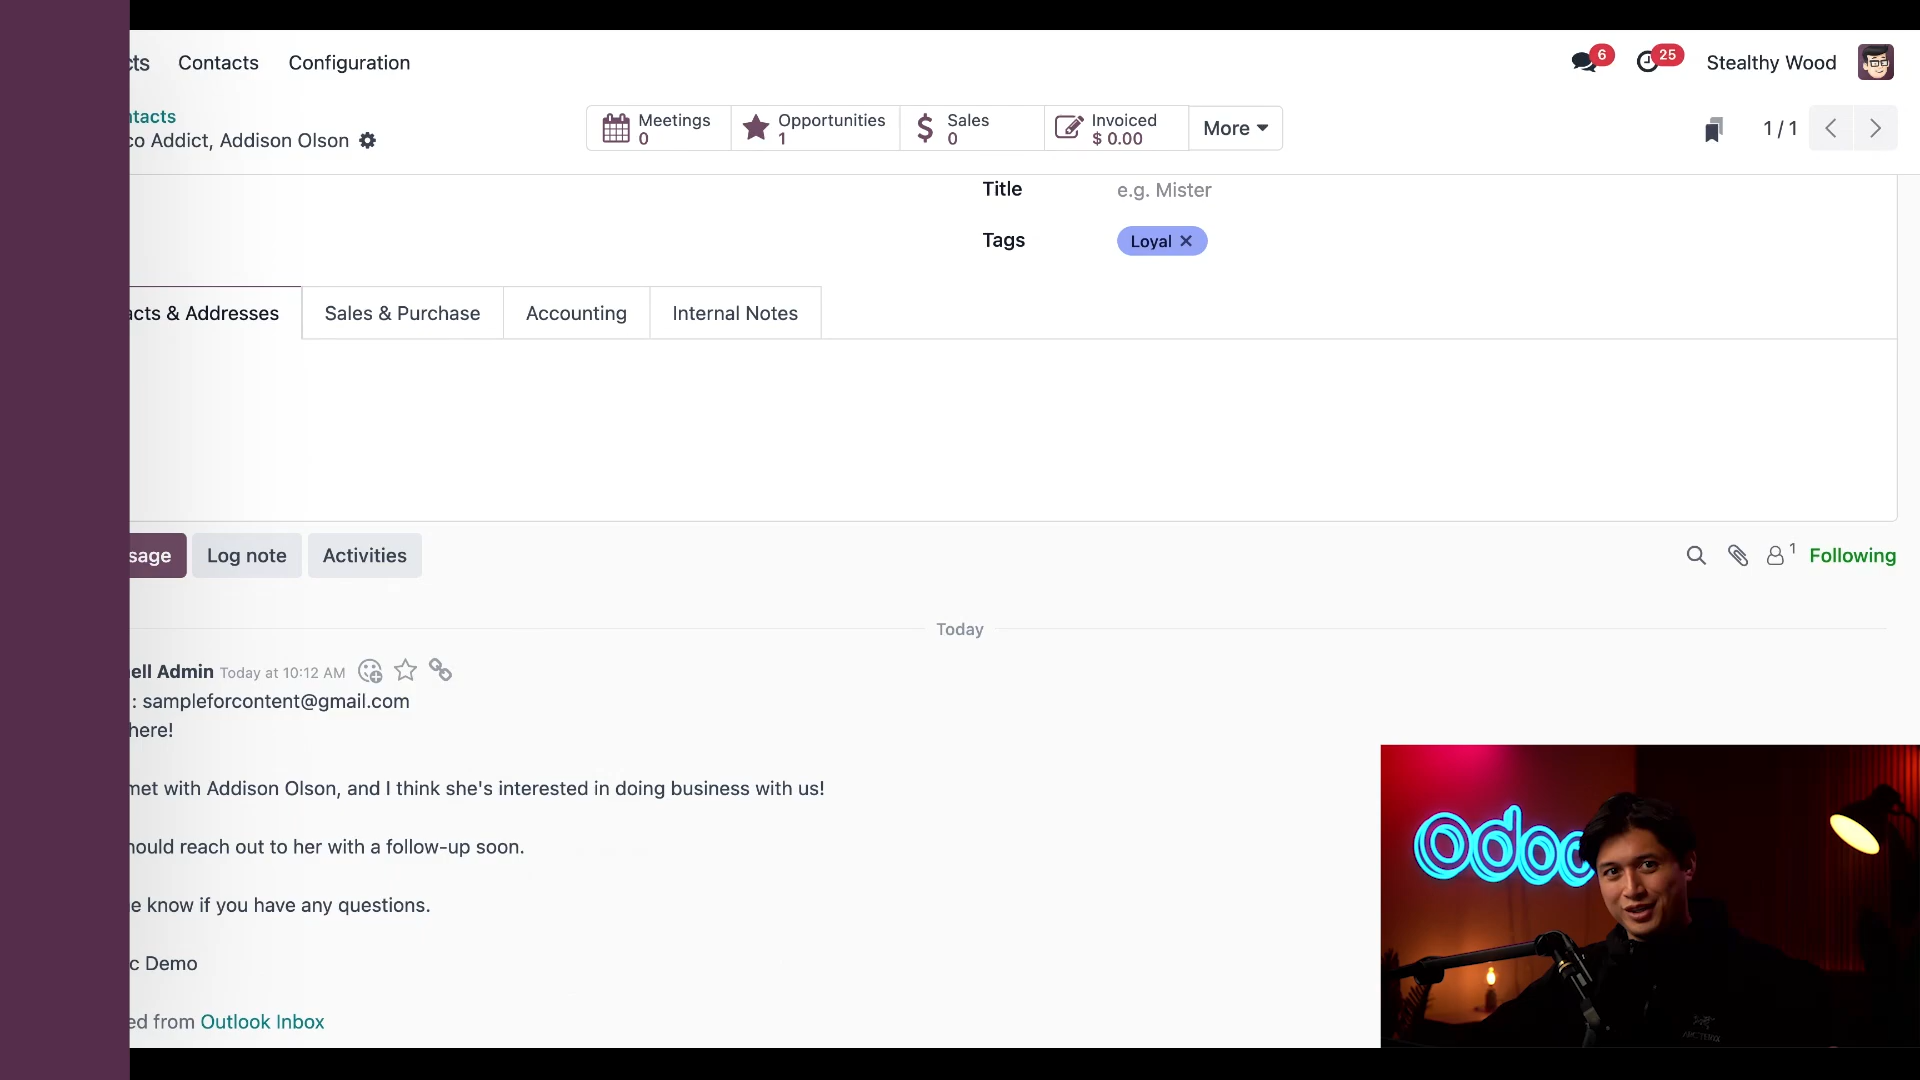 cts Contacts Configuration 6 25 Stealthy Wood
ntacts
co Addict, Addison Olson
Meetings 0 Opportunities 1 Sales 0 Invoiced $ 0.00 More
1 / 1
Title e.g. Mister
Tags Loyal
acts & Addresses Sales & Purchase Accounting Internal Notes
sage Log note Activities 1 Following
Today
ell Admin Today at 10:12 AM
: sampleforcontent@gmail.com
here!
met with Addison Olson, and I think she's interested in doing business with us!
hould reach out to her with a follow-up soon.
e know if you have any questions.
c Demo
ed from Outlook Inbox
odoo
ARC'TERYX